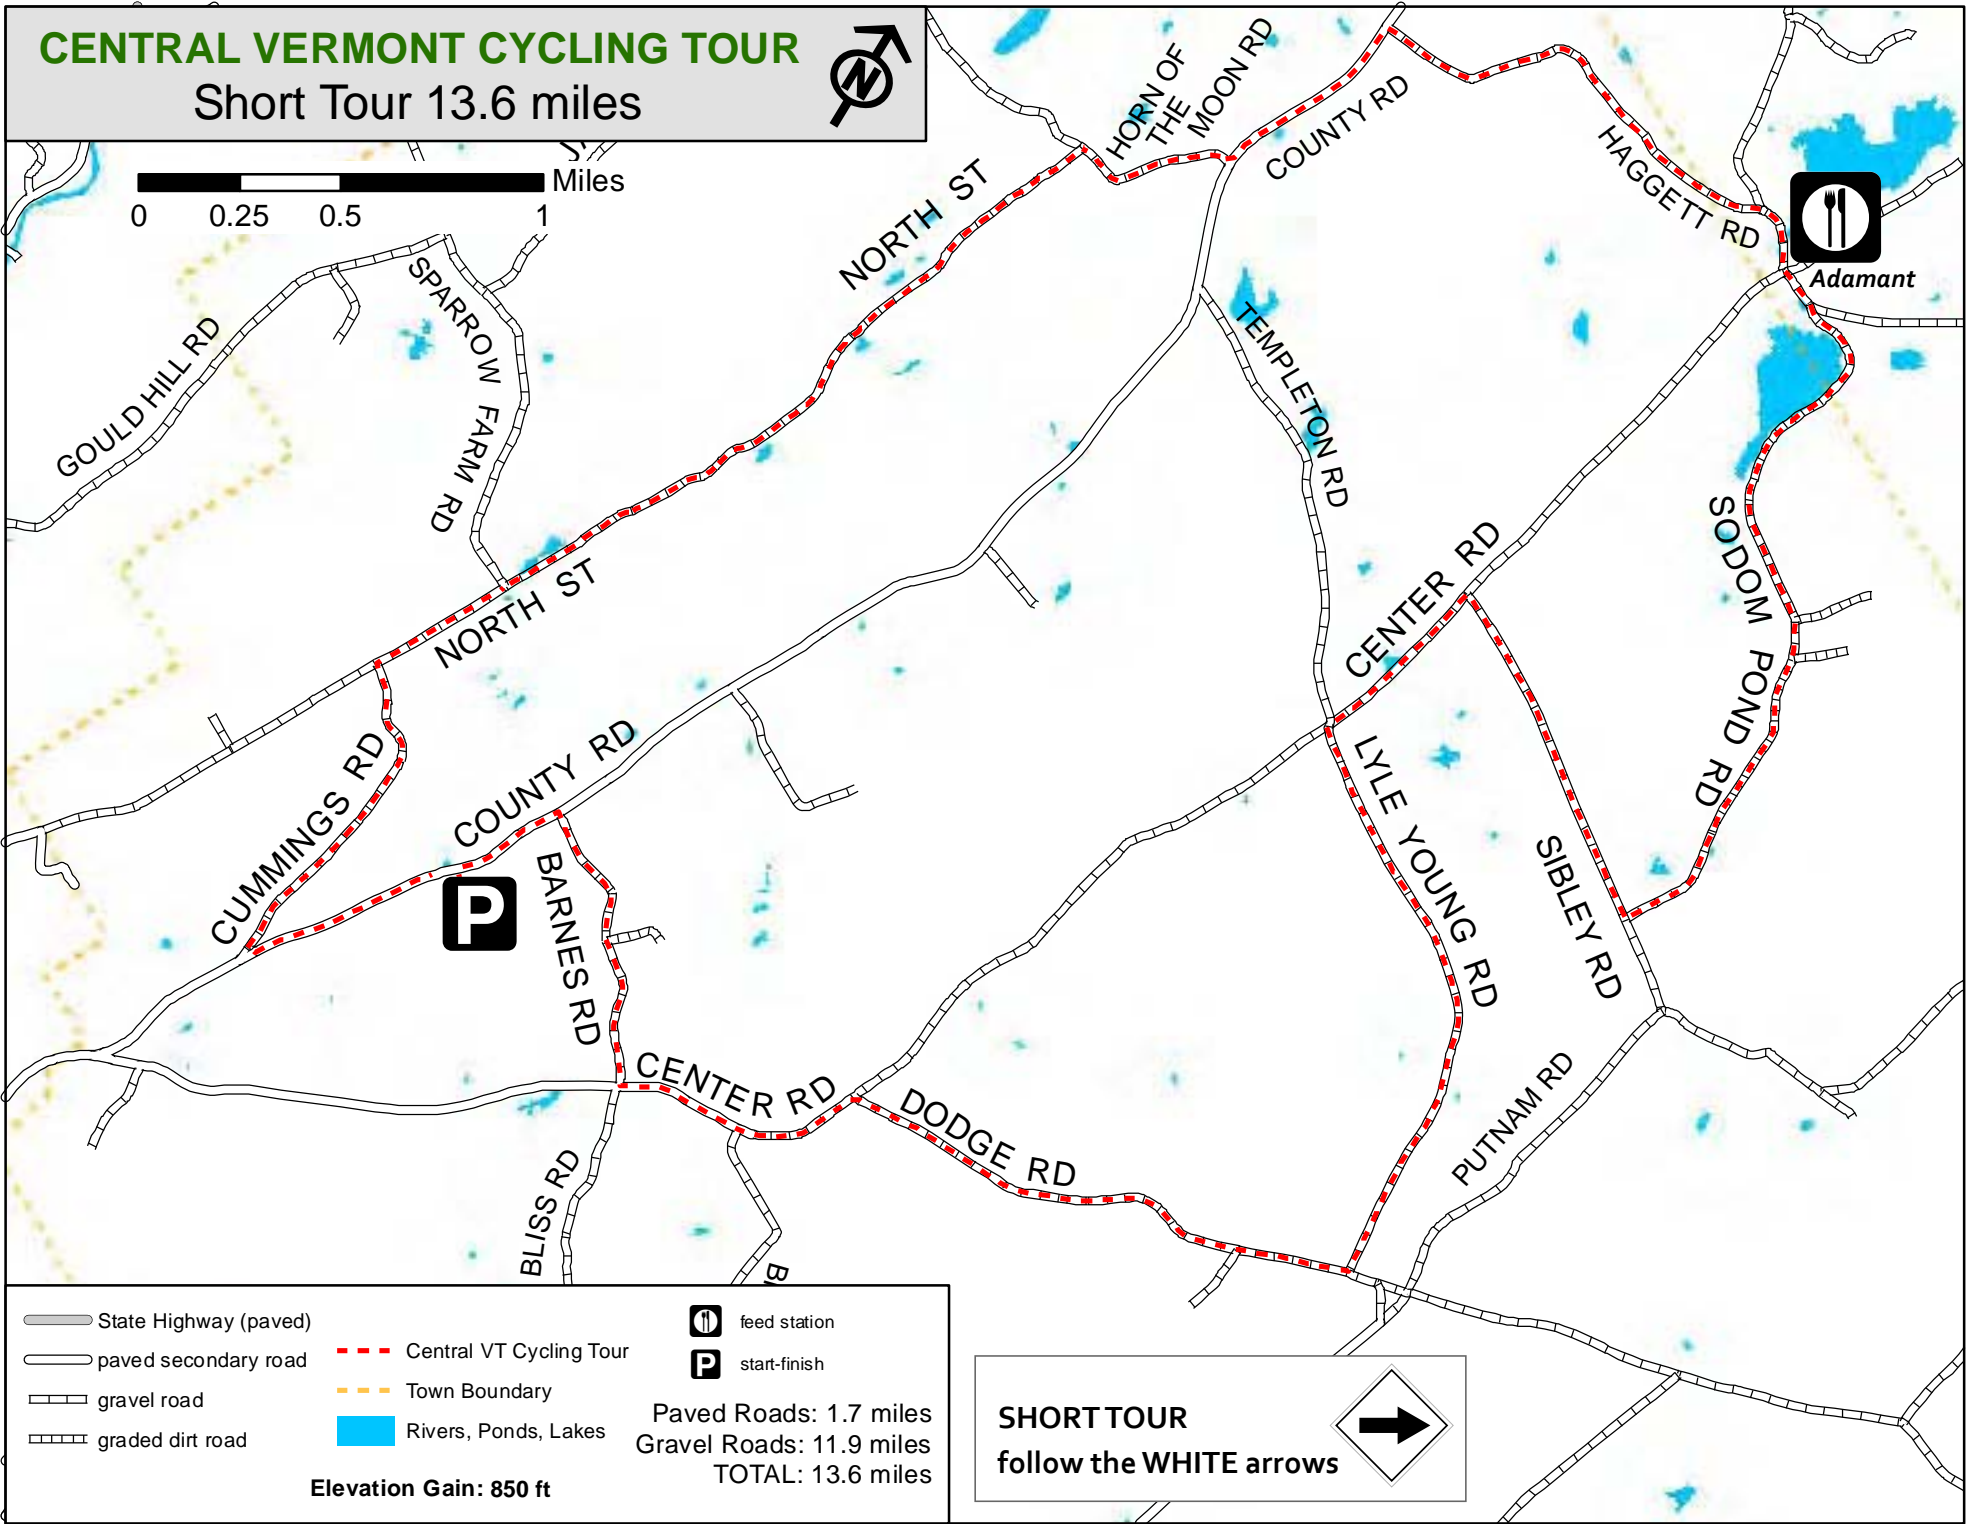 CENTRAL VERMONT CYCLING TOUR
Short Tour 13.6 miles
N
Miles
0 0.25 0.5 1
HORN OF
THE
MOON RD
COUNTY RD
HAGGETT RD
NORTH ST
Adamant
SPARROW FARM RD
GOULD HILL RD
TEMPLETON RD
SODOM POND RD
CENTER RD
NORTH ST
CUMMINGS RD
COUNTY RD
LYLE YOUNG RD
SIBLEY RD
P
BARNES RD
CENTER RD
DODGE RD
PUTNAM RD
BLISS RD
State Highway (paved)
paved secondary road
gravel road
graded dirt road
Central VT Cycling Tour
Town Boundary
Rivers, Ponds, Lakes
feed station
P start-finish
Paved Roads: 1.7 miles
Gravel Roads: 11.9 miles
TOTAL: 13.6 miles
Elevation Gain: 850 ft
SHORT TOUR
follow the WHITE arrows